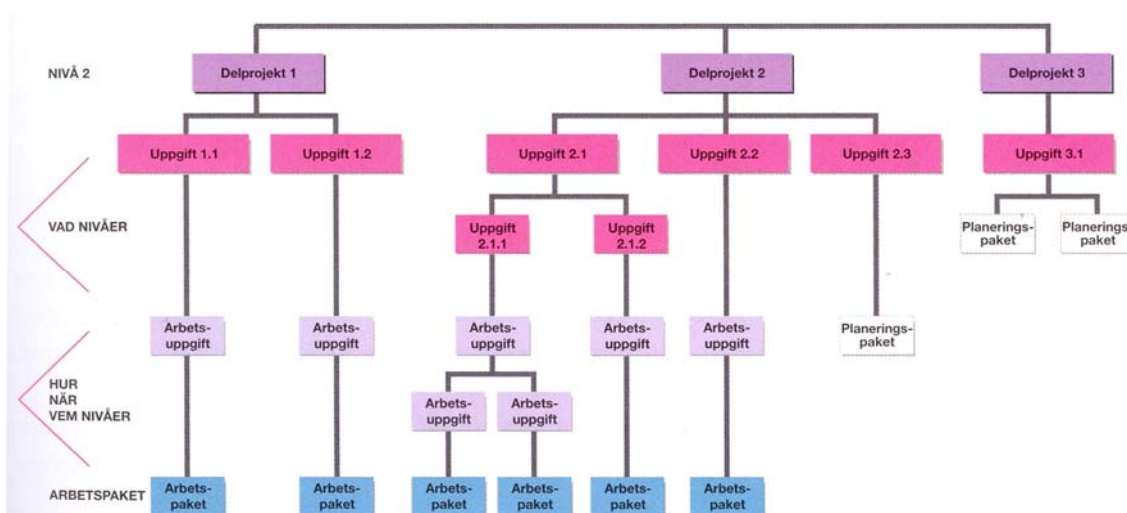 NIVÅ 2
Delprojekt 1
Delprojekt 2
Delprojekt 3
Uppgift 1.1
Uppgift 1.2
Uppgift 2.1
Uppgift 2.2
Uppgift 2.3
Uppgift 3.1
VAD NIVÅER
Uppgift
2.1.1
Uppgift
2.1.2
Planerings-
paket
Planerings-
paket
Arbets-
uppgift
Arbets-
uppgift
Arbets-
uppgift
Arbets-
uppgift
Arbets-
uppgift
Planerings-
paket
HUR
NÄR
VEM NIVÅER
Arbets-
uppgift
Arbets-
uppgift
ARBETSPAKET
Arbets-
paket
Arbets-
paket
Arbets-
paket
Arbets-
paket
Arbets-
paket
Arbets-
paket